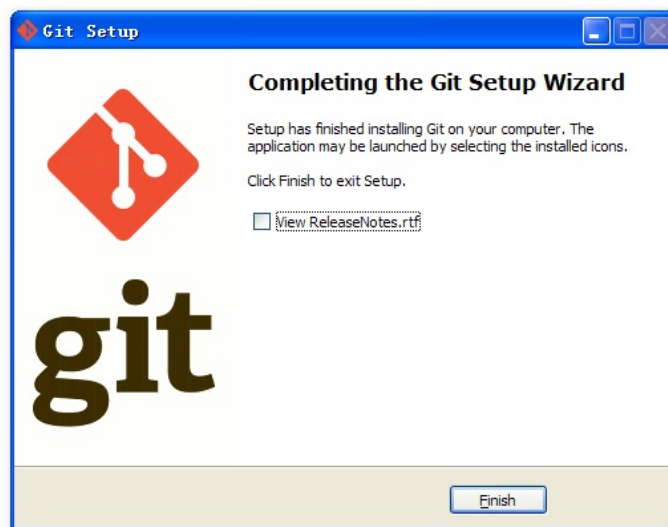 Git Setup
Completing the Git Setup Wizard
Setup has finished installing Git on your computer. The
application may be launched by selecting the installed icons.
Click Finish to exit Setup.
View ReleaseNotes.rtf
git
Finish